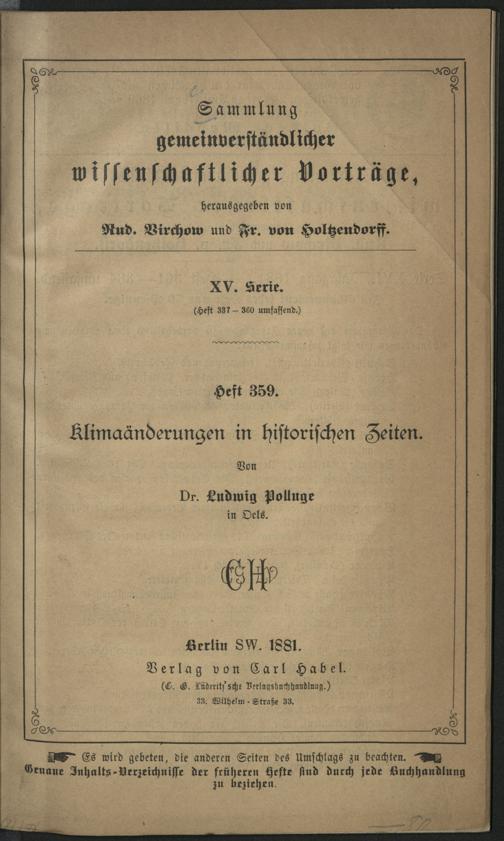 Sammlung
gemeinverständlicher
wissenschaftlicher Vorträge,
herausgegeben von
Rud. Virchow und Fr. von Holtzendorff.
XV. Serie.
(Heft 337 – 360 umfassend.)
Heft 359.
Klimaänderungen in historischen Zeiten.
Von
Dr. Ludwig Polluge
in Oels.
CH
Berlin SW. 1881.
Verlag von Carl Habel.
(C. G. Lüderitz'sche Verlagsbuchhandlung.)
33. Wilhelm-Straße 33.
Es wird gebeten, die anderen Seiten des Umschlags zu beachten.
Genaue Inhalts-Verzeichnisse der früheren Hefte sind durch jede Buchhandlung
zu beziehen.